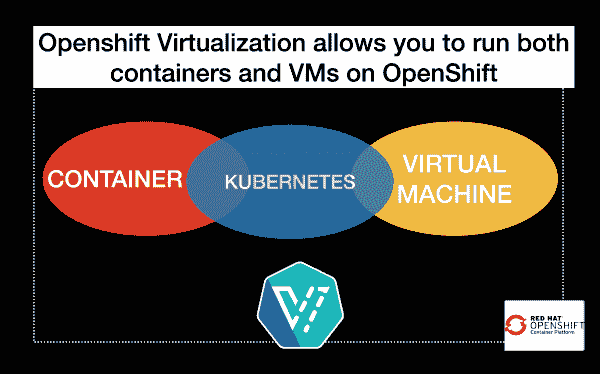 Openshift Virtualization allows you to run both
containers and VMs on OpenShift
CONTAINER
KUBERNETES
VIRTUAL
MACHINE
RED HAT
OPENSHIFT
Container Platform